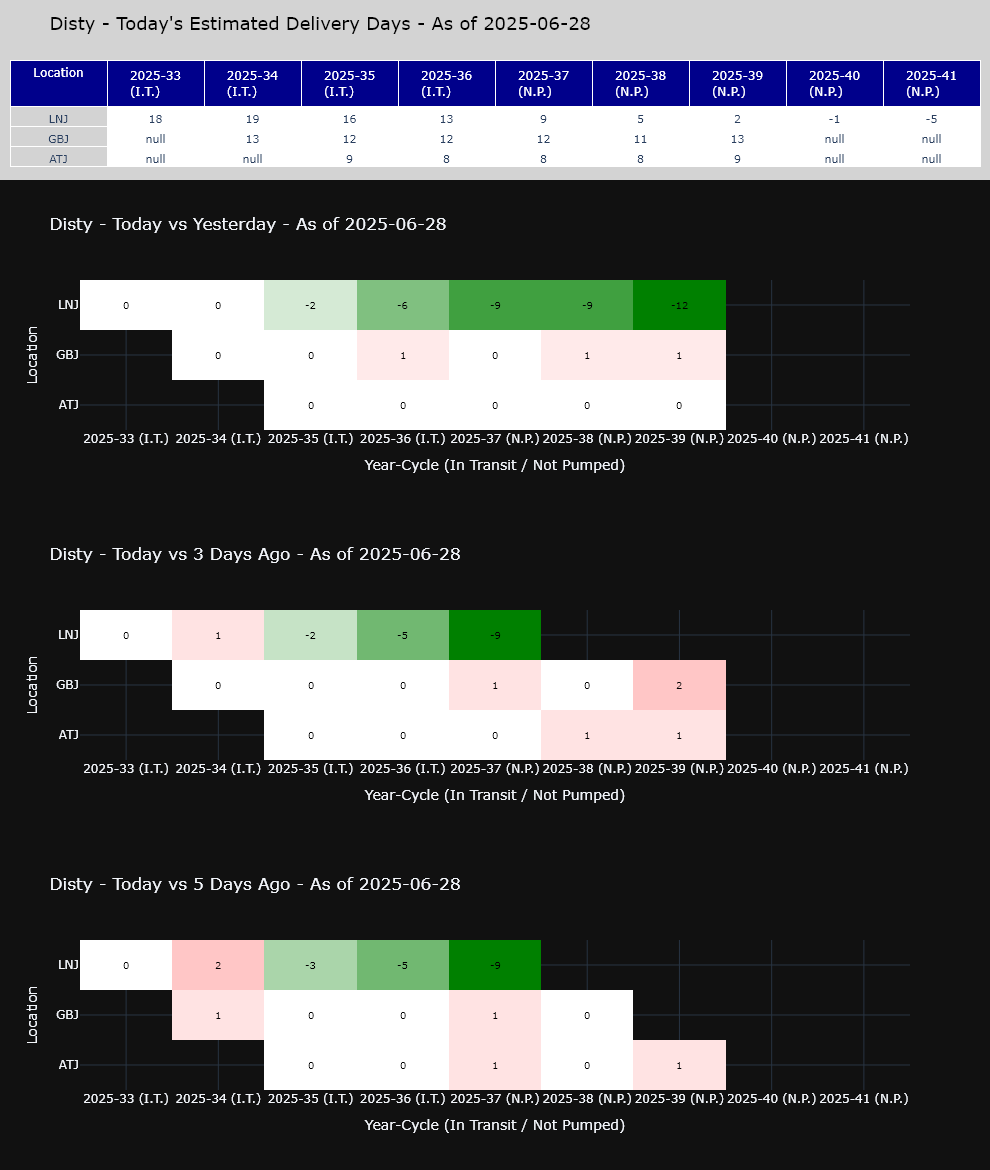 Disty - Today's Estimated Delivery Days - As of 2025-06-28
Location 2025-33 (I.T.) 2025-34 (I.T.) 2025-35 (I.T.) 2025-36 (I.T.) 2025-37 (N.P.) 2025-38 (N.P.) 2025-39 (N.P.) 2025-40 (N.P.) 2025-41 (N.P.)
LNJ 18 19 16 13 9 5 2 -1 -5
GBJ null 13 12 12 12 11 13 null null
ATJ null null 9 8 8 8 9 null null
Disty - Today vs Yesterday - As of 2025-06-28
Location
LNJ 0 0 -2 -6 -9 -9 -12
GBJ 0 0 1 0 1 1
ATJ 0 0 0 0 0
2025-33 (I.T.) 2025-34 (I.T.) 2025-35 (I.T.) 2025-36 (I.T.) 2025-37 (N.P.) 2025-38 (N.P.) 2025-39 (N.P.) 2025-40 (N.P.) 2025-41 (N.P.)
Year-Cycle (In Transit / Not Pumped)
Disty - Today vs 3 Days Ago - As of 2025-06-28
Location
LNJ 0 1 -2 -5 -9
GBJ 0 0 0 1 0 2
ATJ 0 0 0 1 1
2025-33 (I.T.) 2025-34 (I.T.) 2025-35 (I.T.) 2025-36 (I.T.) 2025-37 (N.P.) 2025-38 (N.P.) 2025-39 (N.P.) 2025-40 (N.P.) 2025-41 (N.P.)
Year-Cycle (In Transit / Not Pumped)
Disty - Today vs 5 Days Ago - As of 2025-06-28
Location
LNJ 0 2 -3 -5 -9
GBJ 1 0 0 1 0
ATJ 0 0 1 0 1
2025-33 (I.T.) 2025-34 (I.T.) 2025-35 (I.T.) 2025-36 (I.T.) 2025-37 (N.P.) 2025-38 (N.P.) 2025-39 (N.P.) 2025-40 (N.P.) 2025-41 (N.P.)
Year-Cycle (In Transit / Not Pumped)